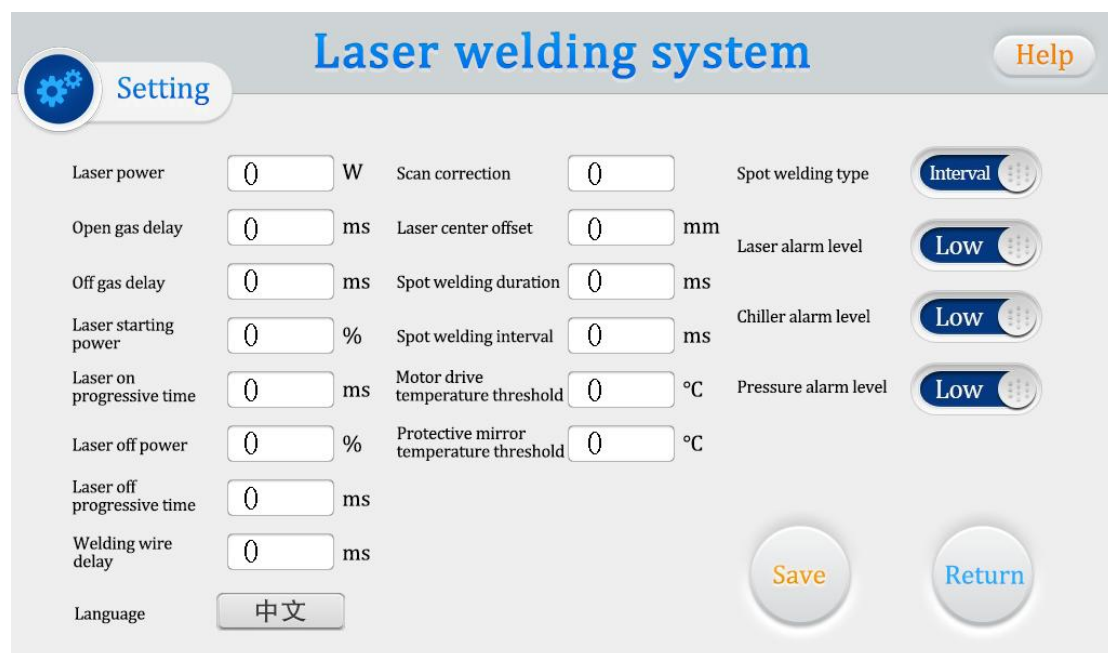 Laser welding system
Help
Setting
Laser power 0 W
Open gas delay 0 ms
Off gas delay 0 ms
Laser starting
power 0 %
Laser on
progressive time 0 ms
Laser off power 0 %
Laser off
progressive time 0 ms
Welding wire
delay 0 ms
Language 中文
Scan correction 0
Laser center offset 0 mm
Spot welding duration 0 ms
Spot welding interval 0 ms
Motor drive
temperature threshold 0 °C
Protective mirror
temperature threshold 0 °C
Spot welding type Interval
Laser alarm level Low
Chiller alarm level Low
Pressure alarm level Low
Save
Return